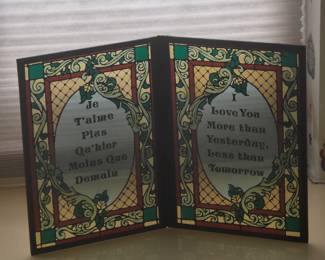 Je
T'aime
Plus
Qu'hier
Moins Que
Demain
I
Love You
More than
Yesterday,
Less than
Tomorrow